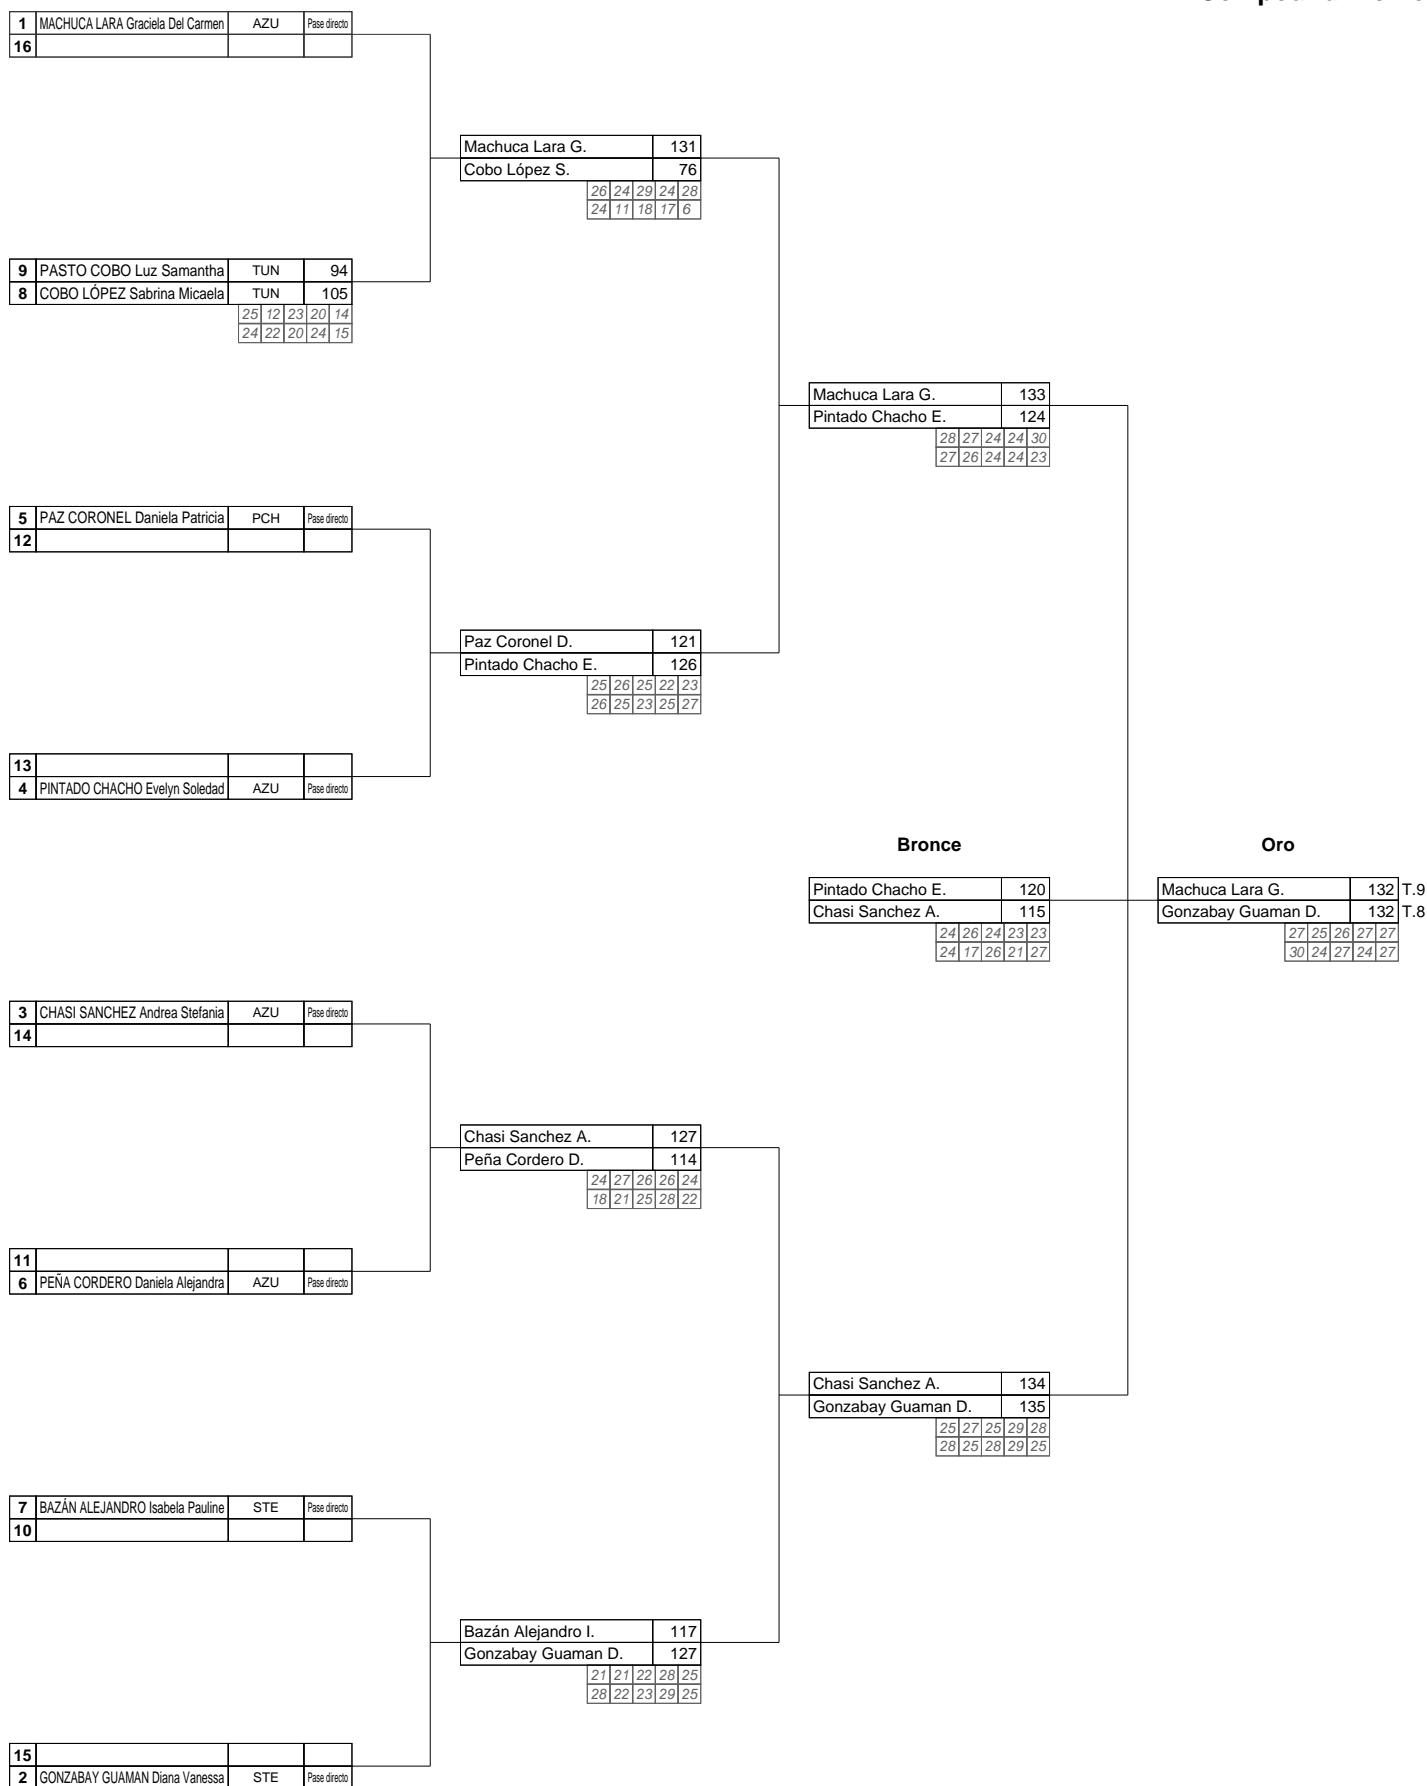 1 MACHUCA LARA Graciela Del Carmen AZU Pase directo
16
Machuca Lara G. 131
Cobo López S. 76
26 24 29 24 28
24 11 18 17 6
9 PASTO COBO Luz Samantha TUN 94
8 COBO LÓPEZ Sabrina Micaela TUN 105
25 12 23 20 14
24 22 20 24 15
Machuca Lara G. 133
Pintado Chacho E. 124
28 27 24 24 30
27 26 24 24 23
5 PAZ CORONEL Daniela Patricia PCH Pase directo
12
Paz Coronel D. 121
Pintado Chacho E. 126
25 26 25 22 23
26 25 23 25 27
13
4 PINTADO CHACHO Evelyn Soledad AZU Pase directo
Bronce Oro
Pintado Chacho E. 120 Machuca Lara G. 132 T.9
Chasi Sanchez A. 115 Gonzabay Guaman D. 132 T.8
24 26 24 23 23 27 25 26 27 27
24 17 26 21 27 30 24 27 24 27
3 CHASI SANCHEZ Andrea Stefania AZU Pase directo
14
Chasi Sanchez A. 127
Peña Cordero D. 114
24 27 26 26 24
18 21 25 28 22
11
6 PEÑA CORDERO Daniela Alejandra AZU Pase directo
Chasi Sanchez A. 134
Gonzabay Guaman D. 135
25 27 25 29 28
28 25 28 29 25
7 BAZÁN ALEJANDRO Isabela Pauline STE Pase directo
10
Bazán Alejandro I. 117
Gonzabay Guaman D. 127
21 21 22 28 25
28 22 23 29 25
15
2 GONZABAY GUAMAN Diana Vanessa STE Pase directo